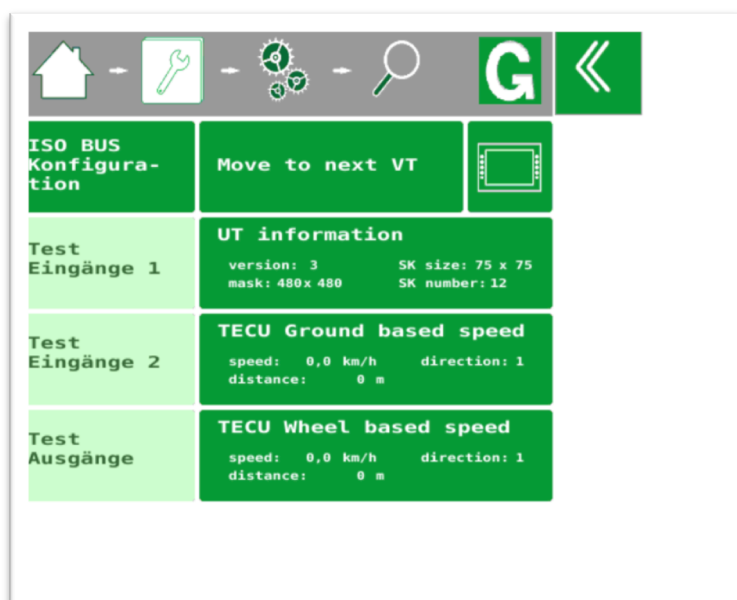 G
ISO BUS
Konfigura-
tion
Move to next VT
Test
Eingänge 1
UT information
version: 3 SK size: 75 x 75
mask: 480x 480 SK number: 12
Test
Eingänge 2
TECU Ground based speed
speed: 0,0 km/h direction: 1
distance: 0 m
Test
Ausgänge
TECU Wheel based speed
speed: 0,0 km/h direction: 1
distance: 0 m